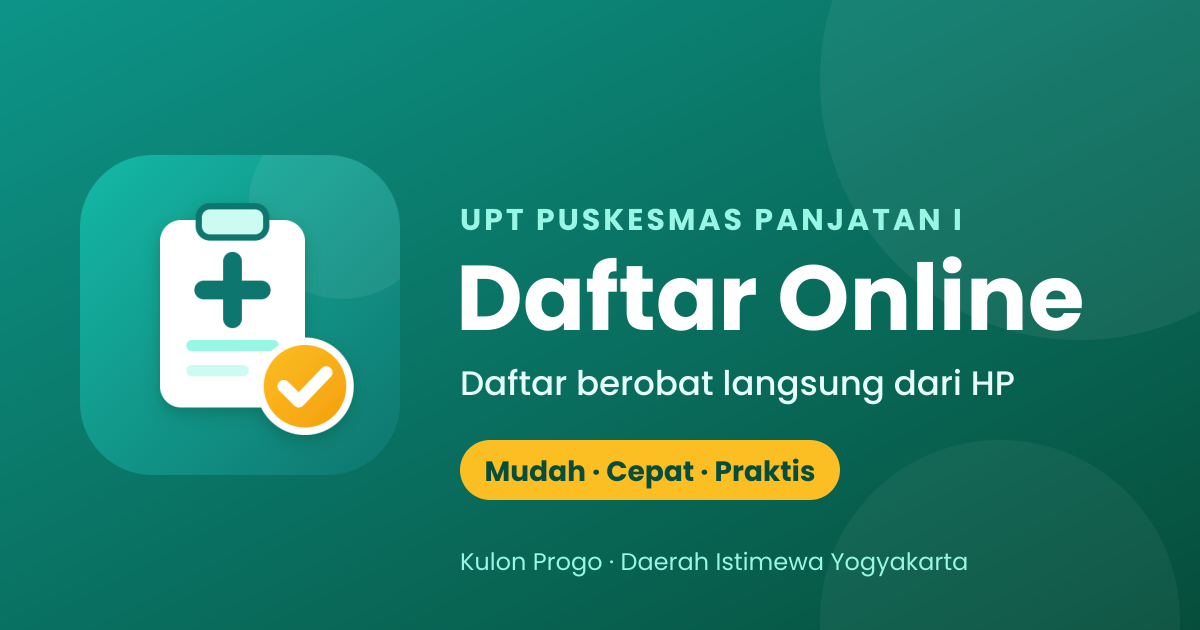 UPT PUSKESMAS PANJATAN I
Daftar Online
Daftar berobat langsung dari HP
Mudah · Cepat · Praktis
Kulon Progo · Daerah Istimewa Yogyakarta